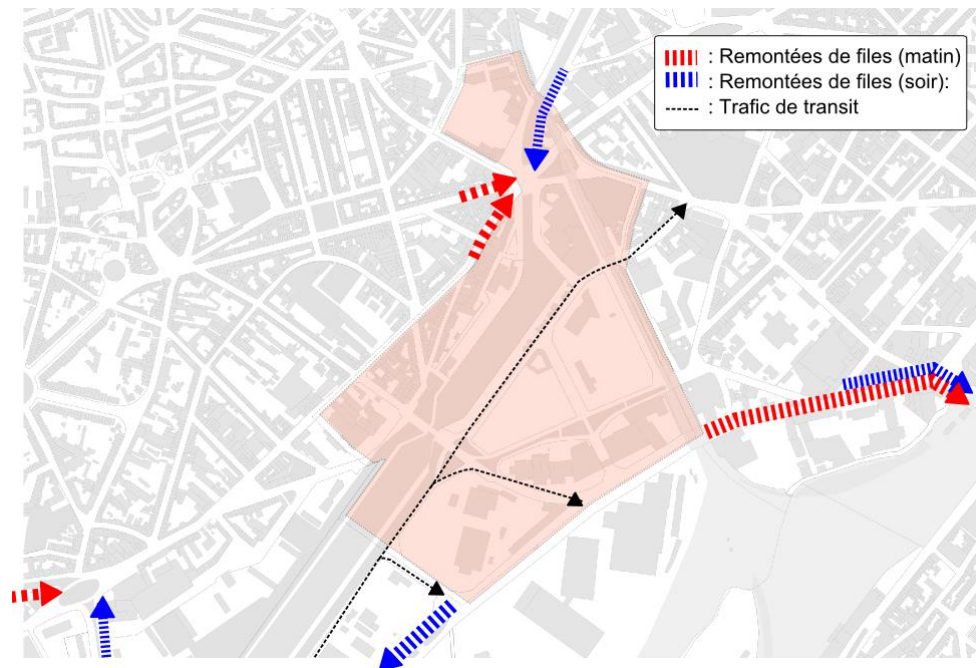 : Remontées de files (matin)
: Remontées de files (soir):
: Trafic de transit